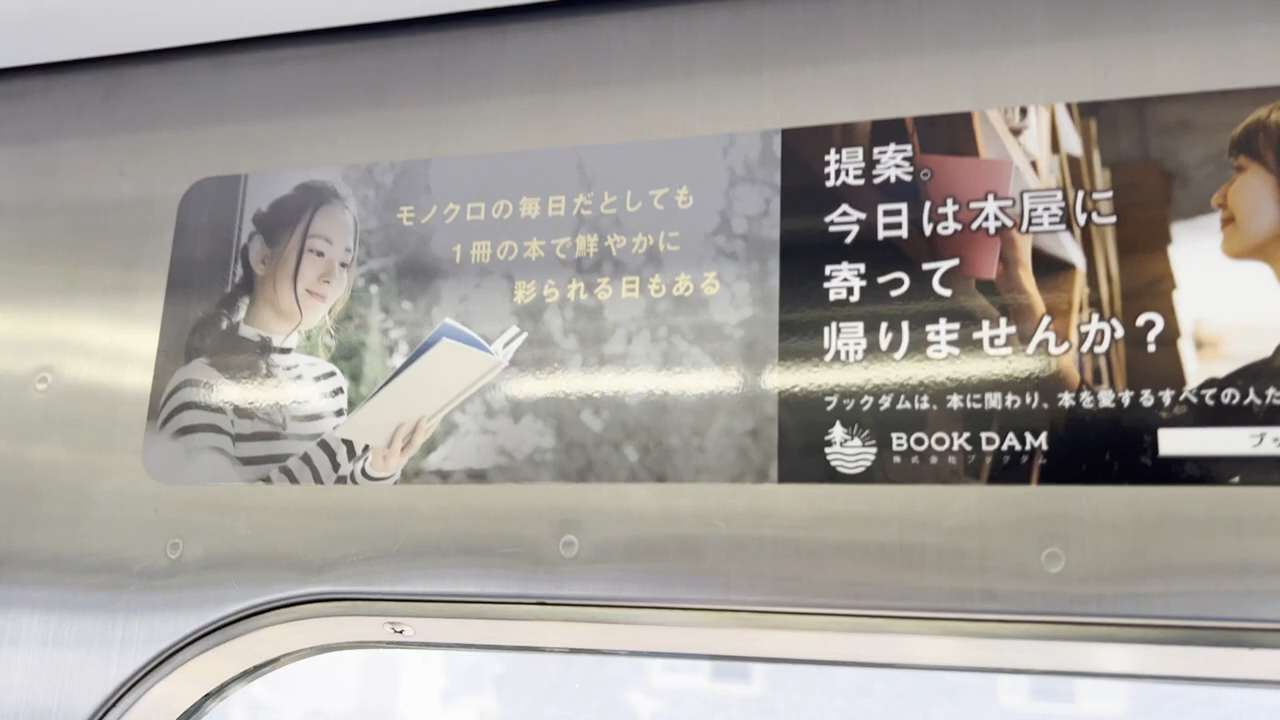 モノクロの毎日だとしても
1冊の本で鮮やかに
彩られる日もある
提案。
今日は本屋に
寄って
帰りませんか？
ブックダムは、本に関わり、本を愛するすべての人た
BOOK DAM
株式会社ブックダム